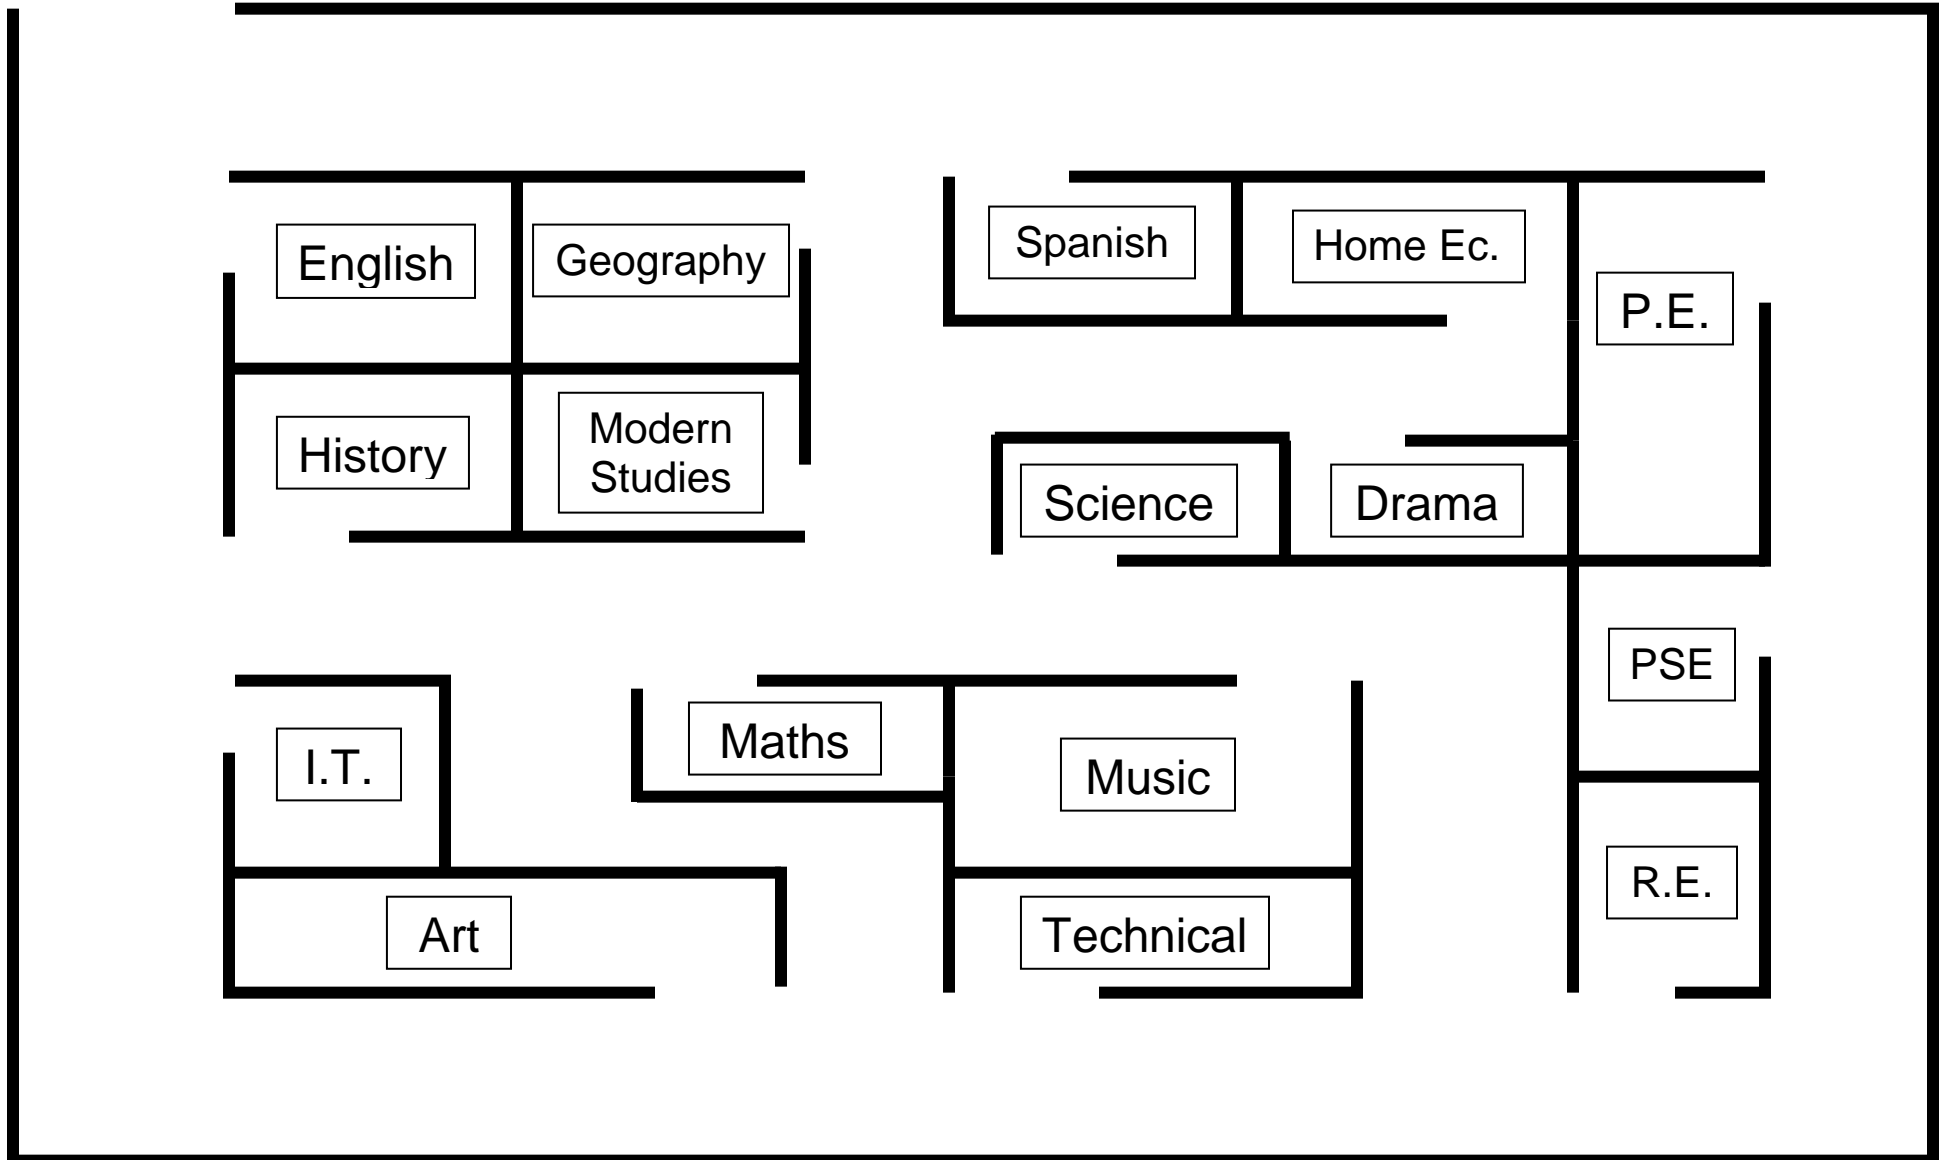 English
Geography
Spanish
Home Ec.
P.E.
History
Modern
Studies
Science
Drama
PSE
I.T.
Maths
Music
R.E.
Art
Technical